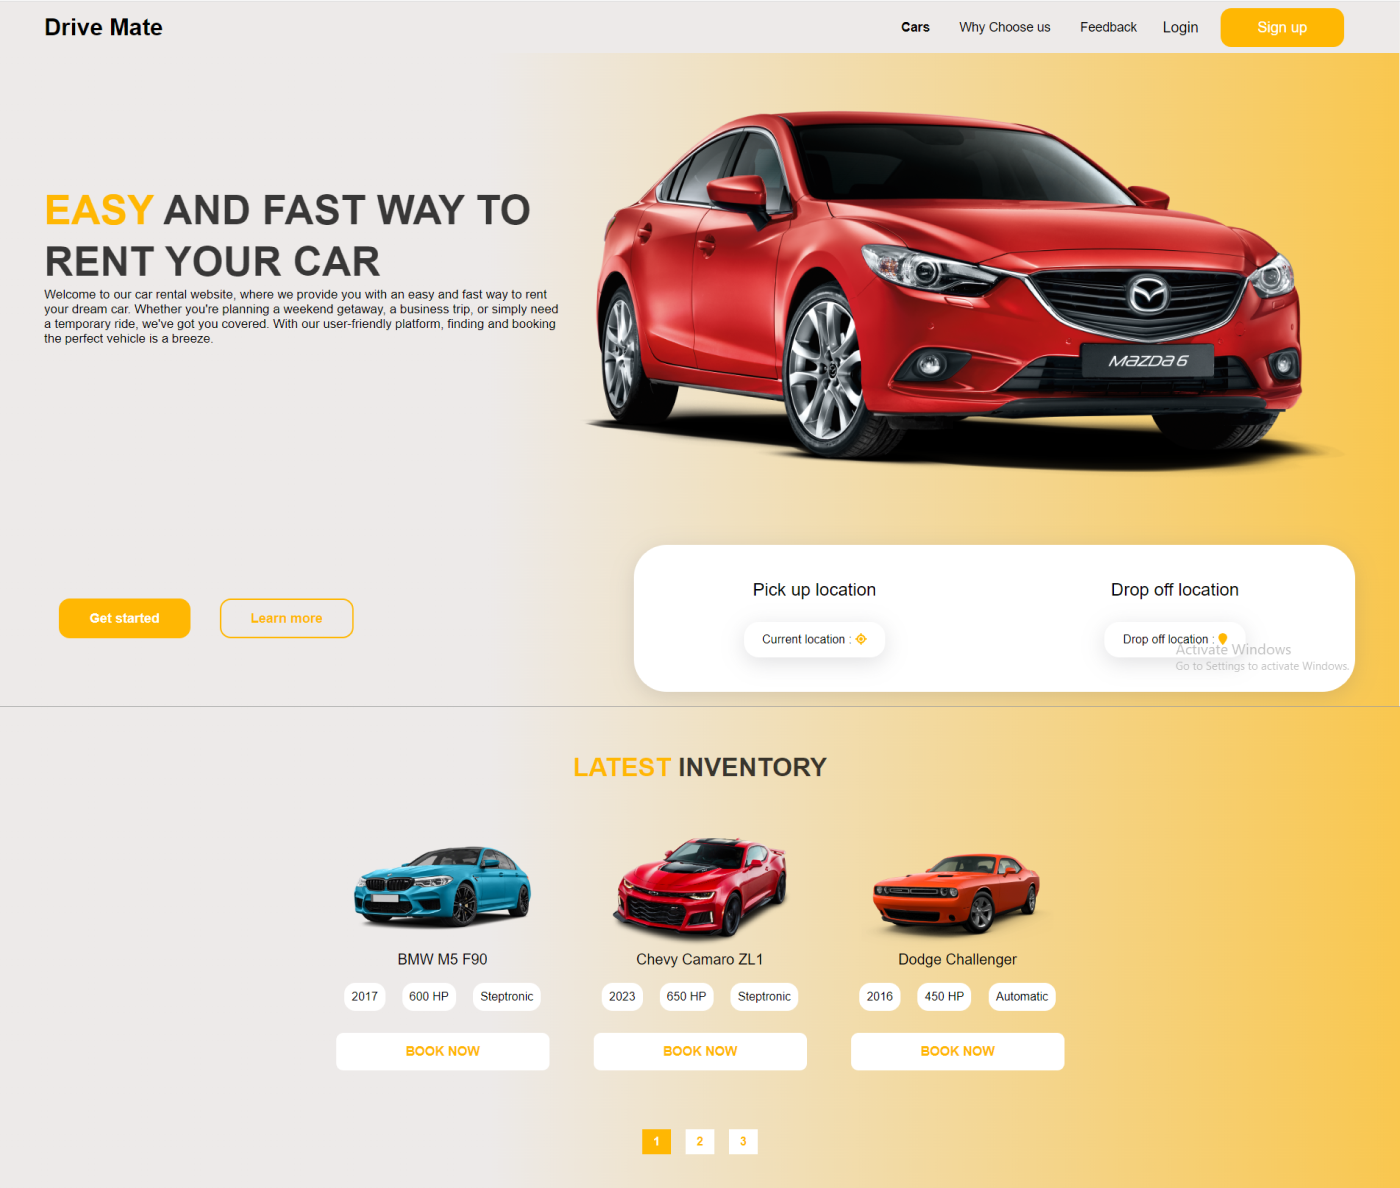 Drive Mate
Cars
Why Choose us
Feedback
Login
Sign up
EASY AND FAST WAY TO
RENT YOUR CAR
Welcome to our car rental website, where we provide you with an easy and fast way to rent
your dream car. Whether you're planning a weekend getaway, a business trip, or simply need
a temporary ride, we've got you covered. With our user-friendly platform, finding and booking
the perfect vehicle is a breeze.
mazda 6
Get started
Learn more
Pick up location
Drop off location
Current location :
Drop off location :
Activate Windows
Go to Settings to activate Windows.
LATEST INVENTORY
BMW M5 F90
Chevy Camaro ZL1
Dodge Challenger
2017
600 HP
Steptronic
2023
650 HP
Steptronic
2016
450 HP
Automatic
BOOK NOW
BOOK NOW
BOOK NOW
1
2
3